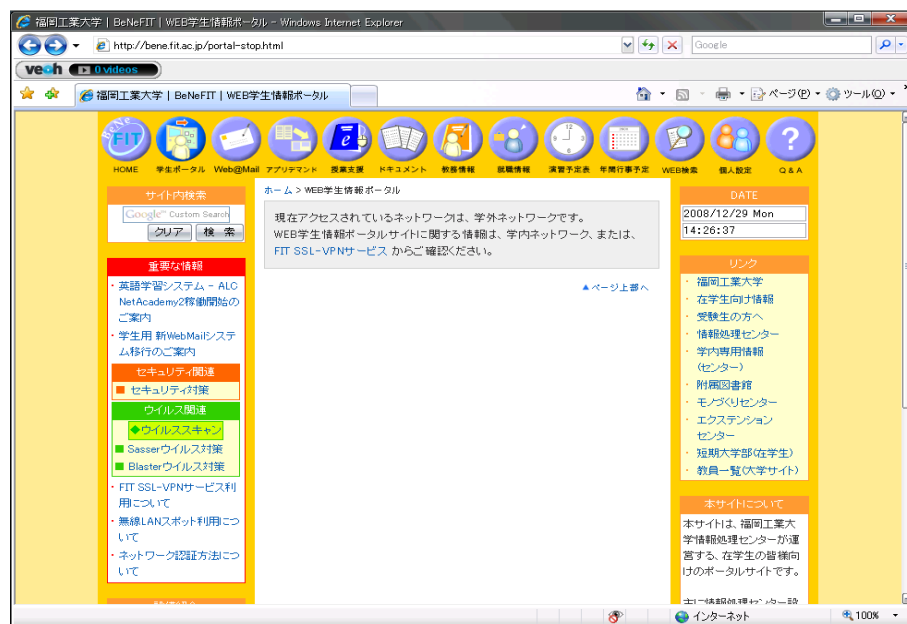 福岡工業大学 | BeNeFIT | WEB学生情報ポータル - Windows Internet Explorer
http://bene.fit.ac.jp/portal-stop.html
Google
veoh 0 videos
福岡工業大学 | BeNeFIT | WEB学生情報ポータル
ページ(P) ツール(O)
BeNe FIT
HOME 学生ポータル Web@Mail アプリデマンド 授業支援 ドキュメント 教務情報 就職情報 演習予定表 年間行事予定 WEB検索 個人設定 Q & A
サイト内検索
Google™ Custom Search
クリア 検 索
重要な情報
・英語学習システム - ALC
NetAcademy2稼働開始の
ご案内
・学生用 新WebMailシステ
ム移行のご案内
セキュリティ関連
セキュリティ対策
ウイルス関連
◆ウイルススキャン
Sasserウイルス対策
Blasterウイルス対策
・FIT SSL-VPNサービス利
用について
・無線LANスポット利用につ
いて
・ネットワーク認証方法につ
いて
ホーム > WEB学生情報ポータル
現在アクセスされているネットワークは、学外ネットワークです。
WEB学生情報ポータルサイトに関する情報は、学内ネットワーク、または、
FIT SSL-VPNサービス からご確認ください。
▲ページ上部へ
DATE
2008/12/29 Mon
14:26:37
リンク
・福岡工業大学
・在学生向け情報
・受験生の方へ
・情報処理センター
・学内専用情報
(センター)
・附属図書館
・モノづくりセンター
・エクステンション
センター
・短期大学部(在学生)
・教員一覧(大学サイト)
本サイトについて
本サイトは、福岡工業大
学情報処理センターが運
営する、在学生の皆様向
けのポータルサイトです。
インターネット
100%